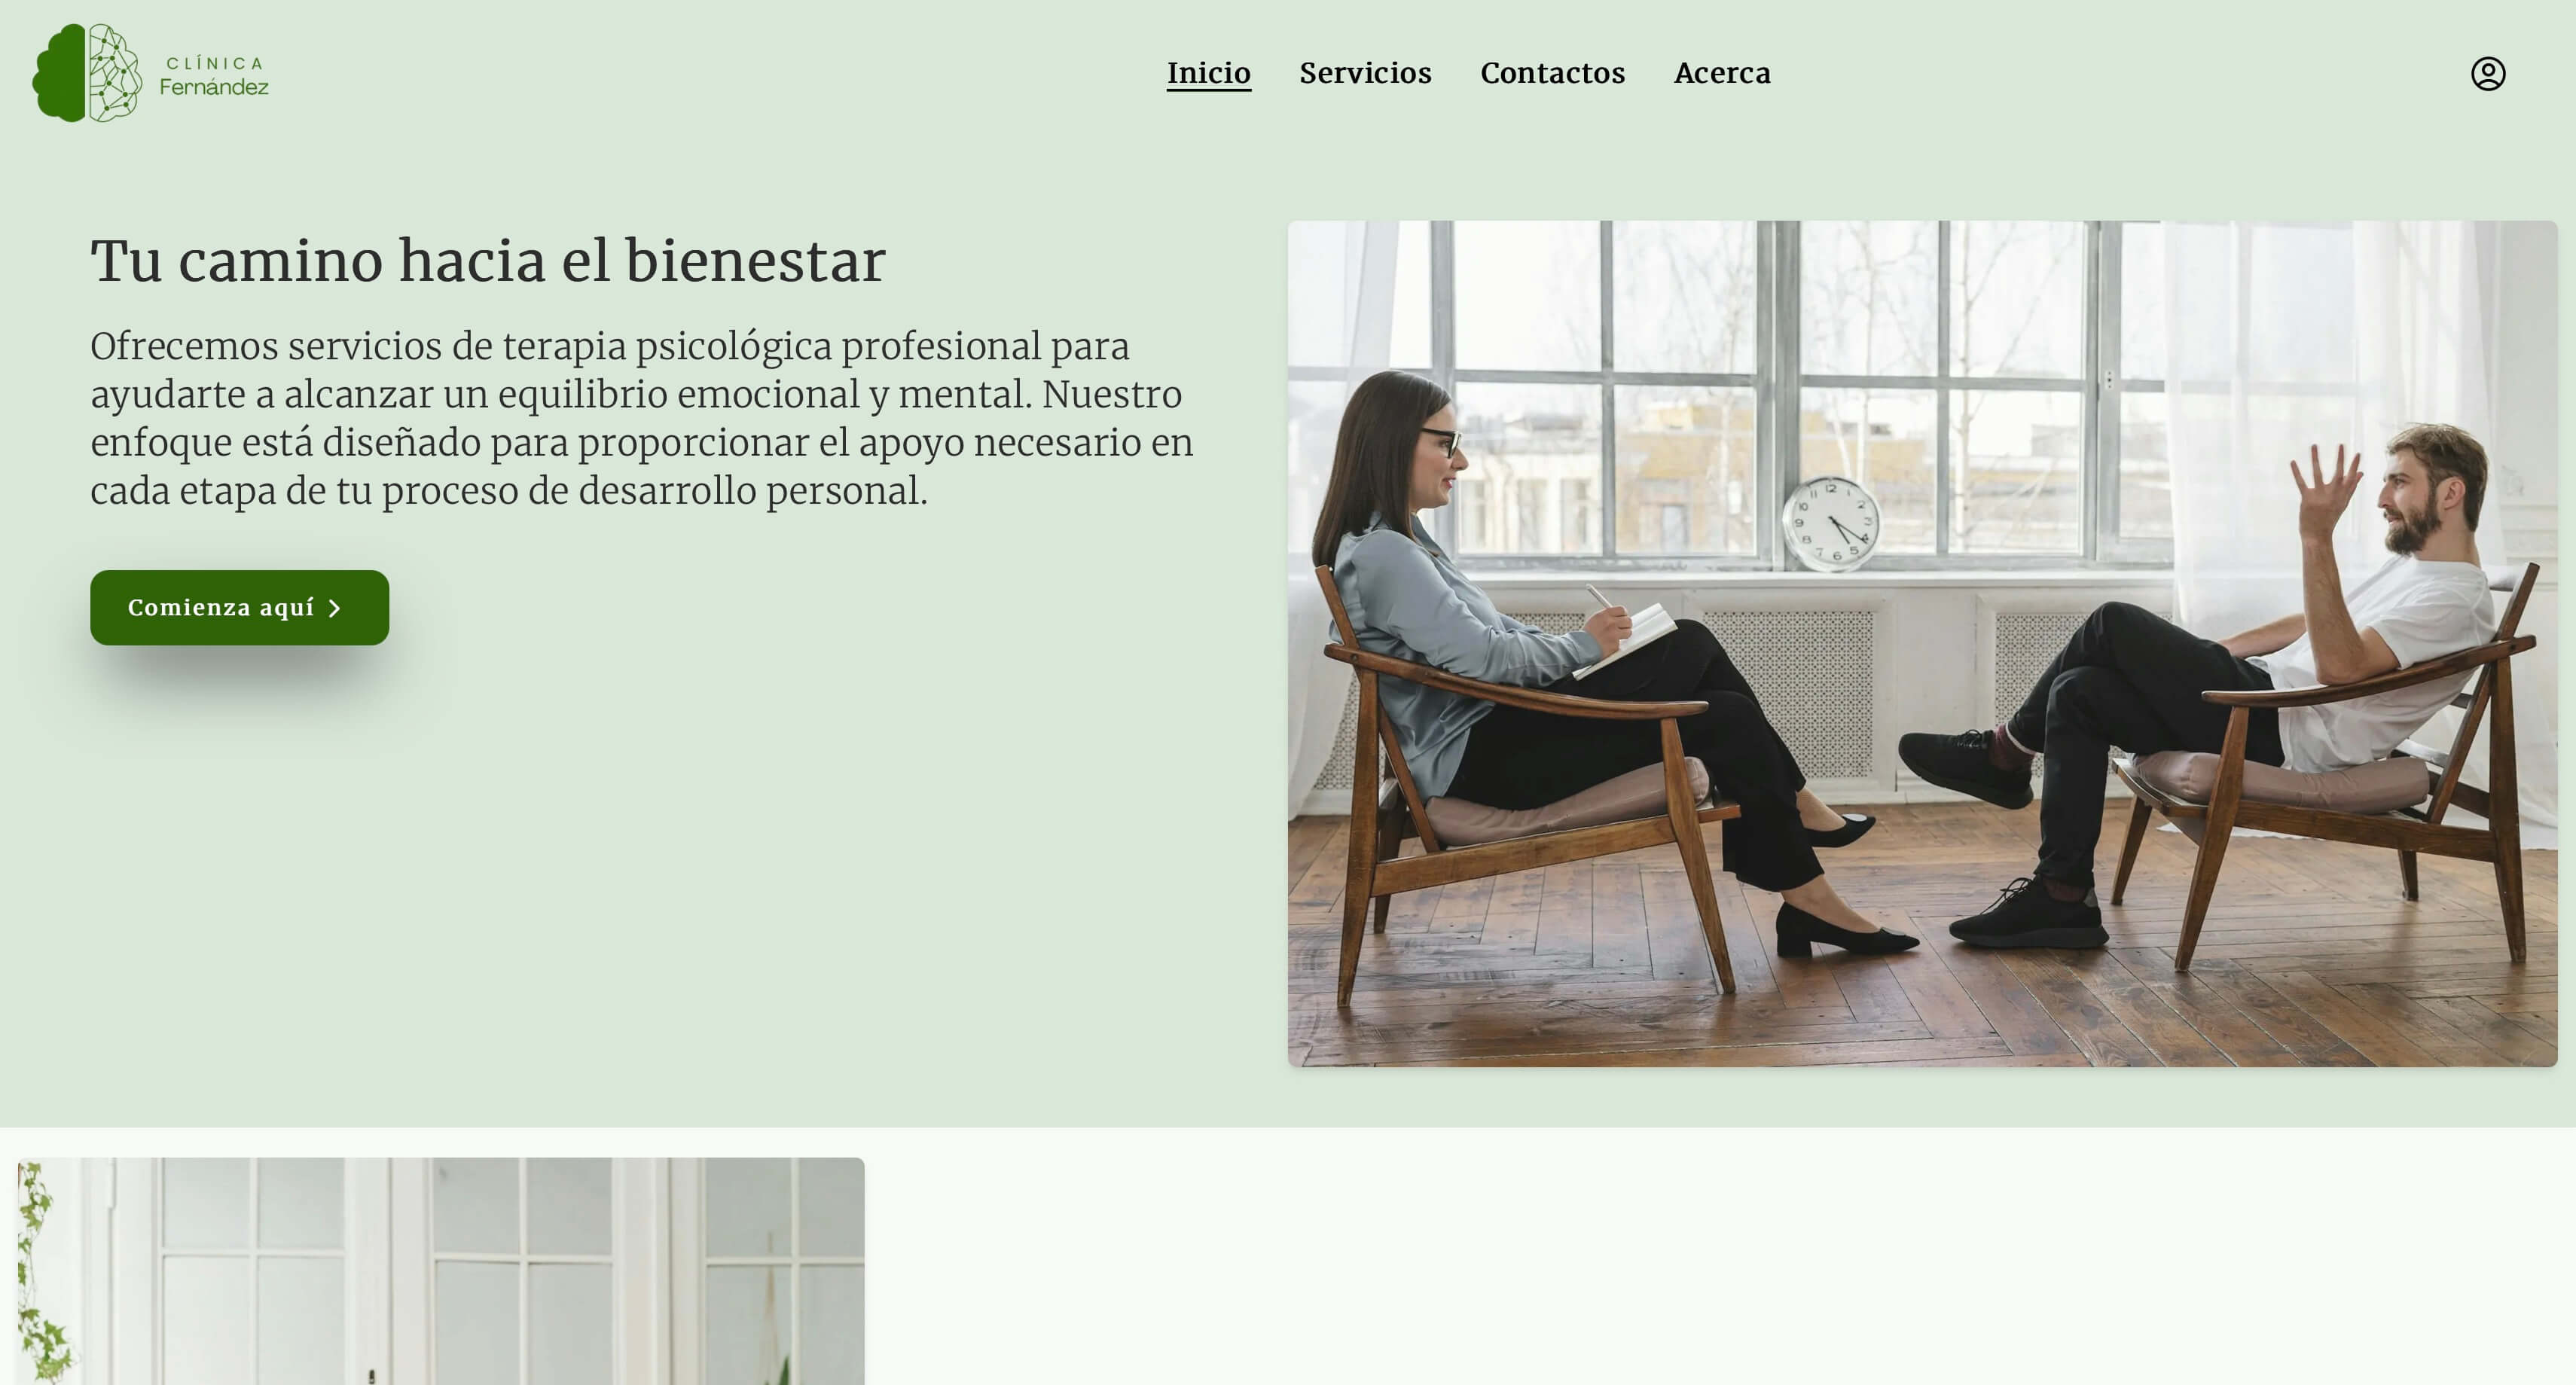 CLÍNICA
Fernández
Inicio Servicios Contactos Acerca
Tu camino hacia el bienestar
Ofrecemos servicios de terapia psicológica profesional para
ayudarte a alcanzar un equilibrio emocional y mental. Nuestro
enfoque está diseñado para proporcionar el apoyo necesario en
cada etapa de tu proceso de desarrollo personal.
Comienza aquí